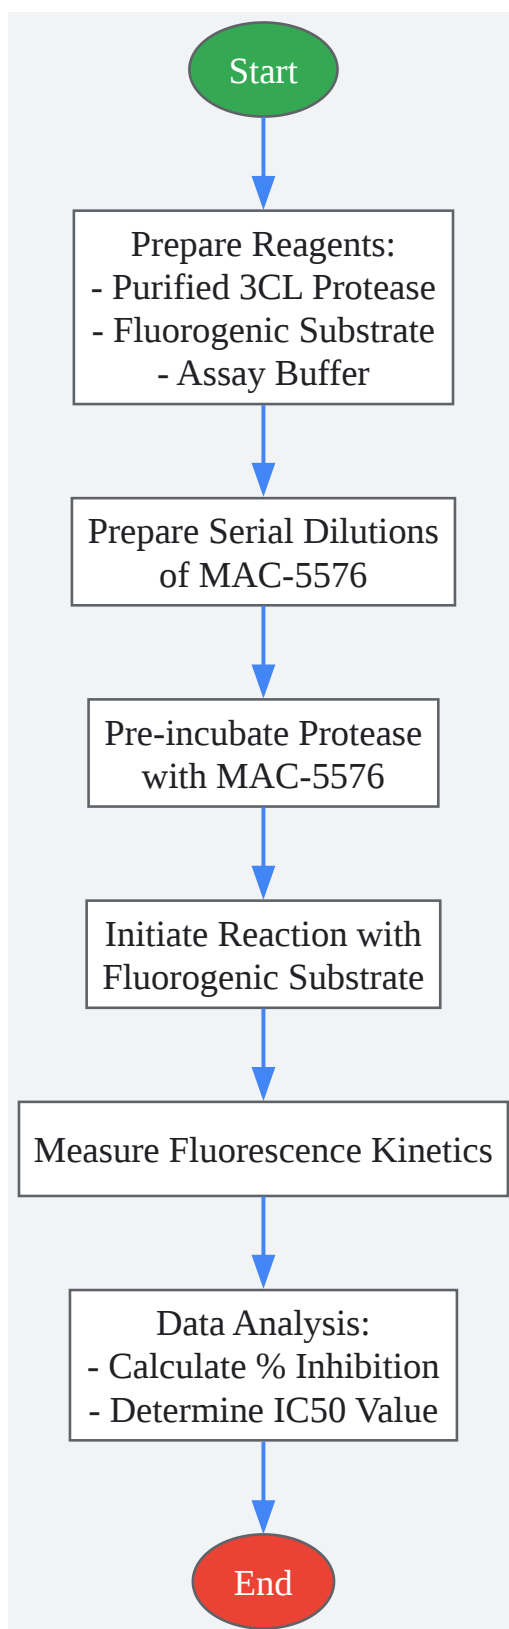 Start
Prepare Reagents:
- Purified 3CL Protease
- Fluorogenic Substrate
- Assay Buffer
Prepare Serial Dilutions
of MAC-5576
Pre-incubate Protease
with MAC-5576
Initiate Reaction with
Fluorogenic Substrate
Measure Fluorescence Kinetics
Data Analysis:
- Calculate % Inhibition
- Determine IC50 Value
End